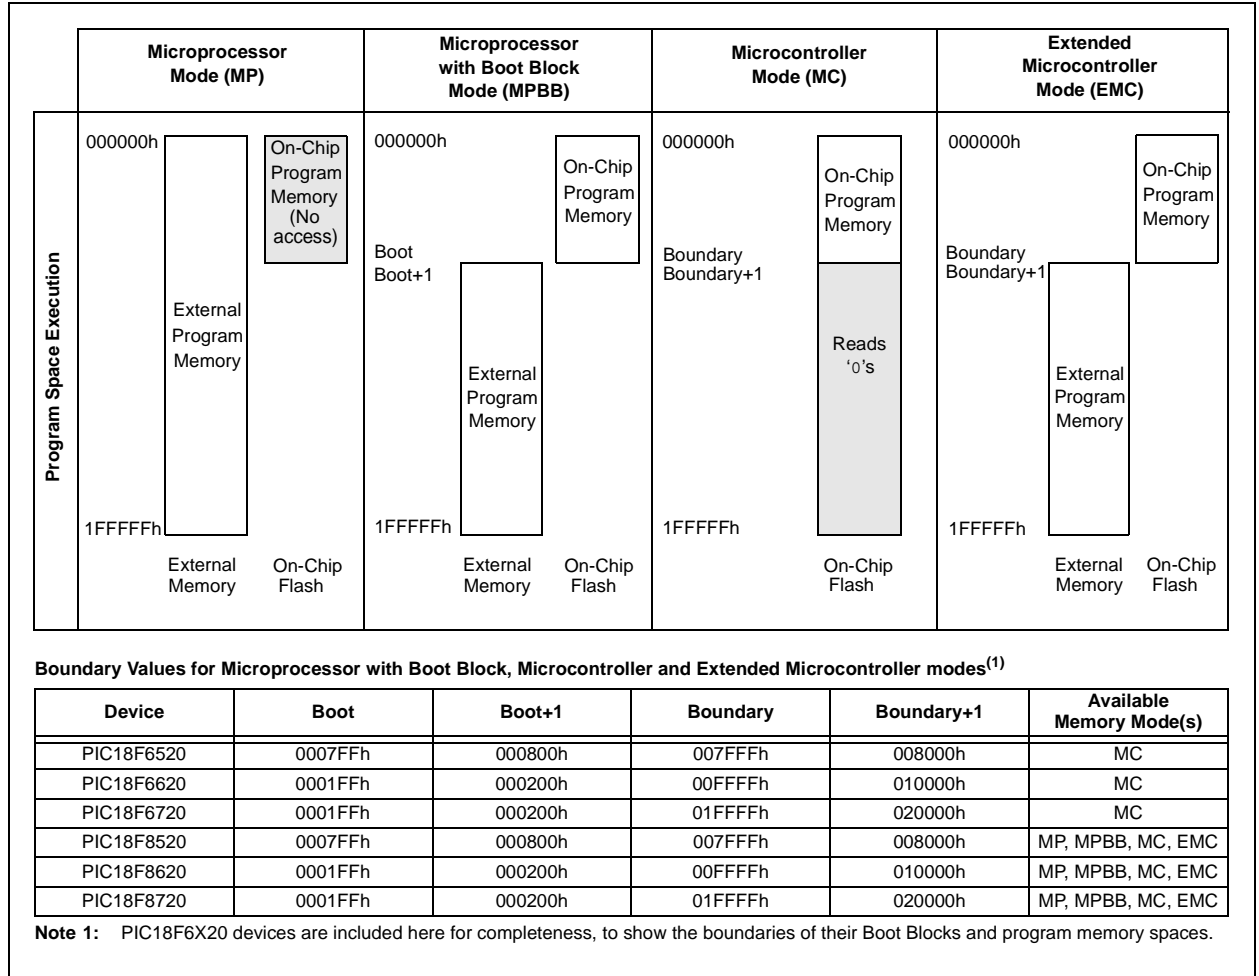 Microprocessor
Mode (MP)
Microprocessor
with Boot Block
Mode (MPBB)
Microcontroller
Mode (MC)
Extended
Microcontroller
Mode (EMC)
Program Space Execution
000000h
External
Program
Memory
1FFFFFh
On-Chip
Program
Memory
(No
access)
External
Memory
On-Chip
Flash
000000h
On-Chip
Program
Memory
Boot
Boot+1
External
Program
Memory
1FFFFFh
External
Memory
On-Chip
Flash
000000h
On-Chip
Program
Memory
Boundary
Boundary+1
Reads
‘0’s
1FFFFFh
On-Chip
Flash
000000h
On-Chip
Program
Memory
Boundary
Boundary+1
External
Program
Memory
1FFFFFh
External
Memory
On-Chip
Flash
Boundary Values for Microprocessor with Boot Block, Microcontroller and Extended Microcontroller modes(1)
Device Boot Boot+1 Boundary Boundary+1 Available Memory Mode(s)
PIC18F6520 0007FFh 000800h 007FFFh 008000h MC
PIC18F6620 0001FFh 000200h 00FFFFh 010000h MC
PIC18F6720 0001FFh 000200h 01FFFFh 020000h MC
PIC18F8520 0007FFh 000800h 007FFFh 008000h MP, MPBB, MC, EMC
PIC18F8620 0001FFh 000200h 00FFFFh 010000h MP, MPBB, MC, EMC
PIC18F8720 0001FFh 000200h 01FFFFh 020000h MP, MPBB, MC, EMC
Note 1: PIC18F6X20 devices are included here for completeness, to show the boundaries of their Boot Blocks and program memory spaces.